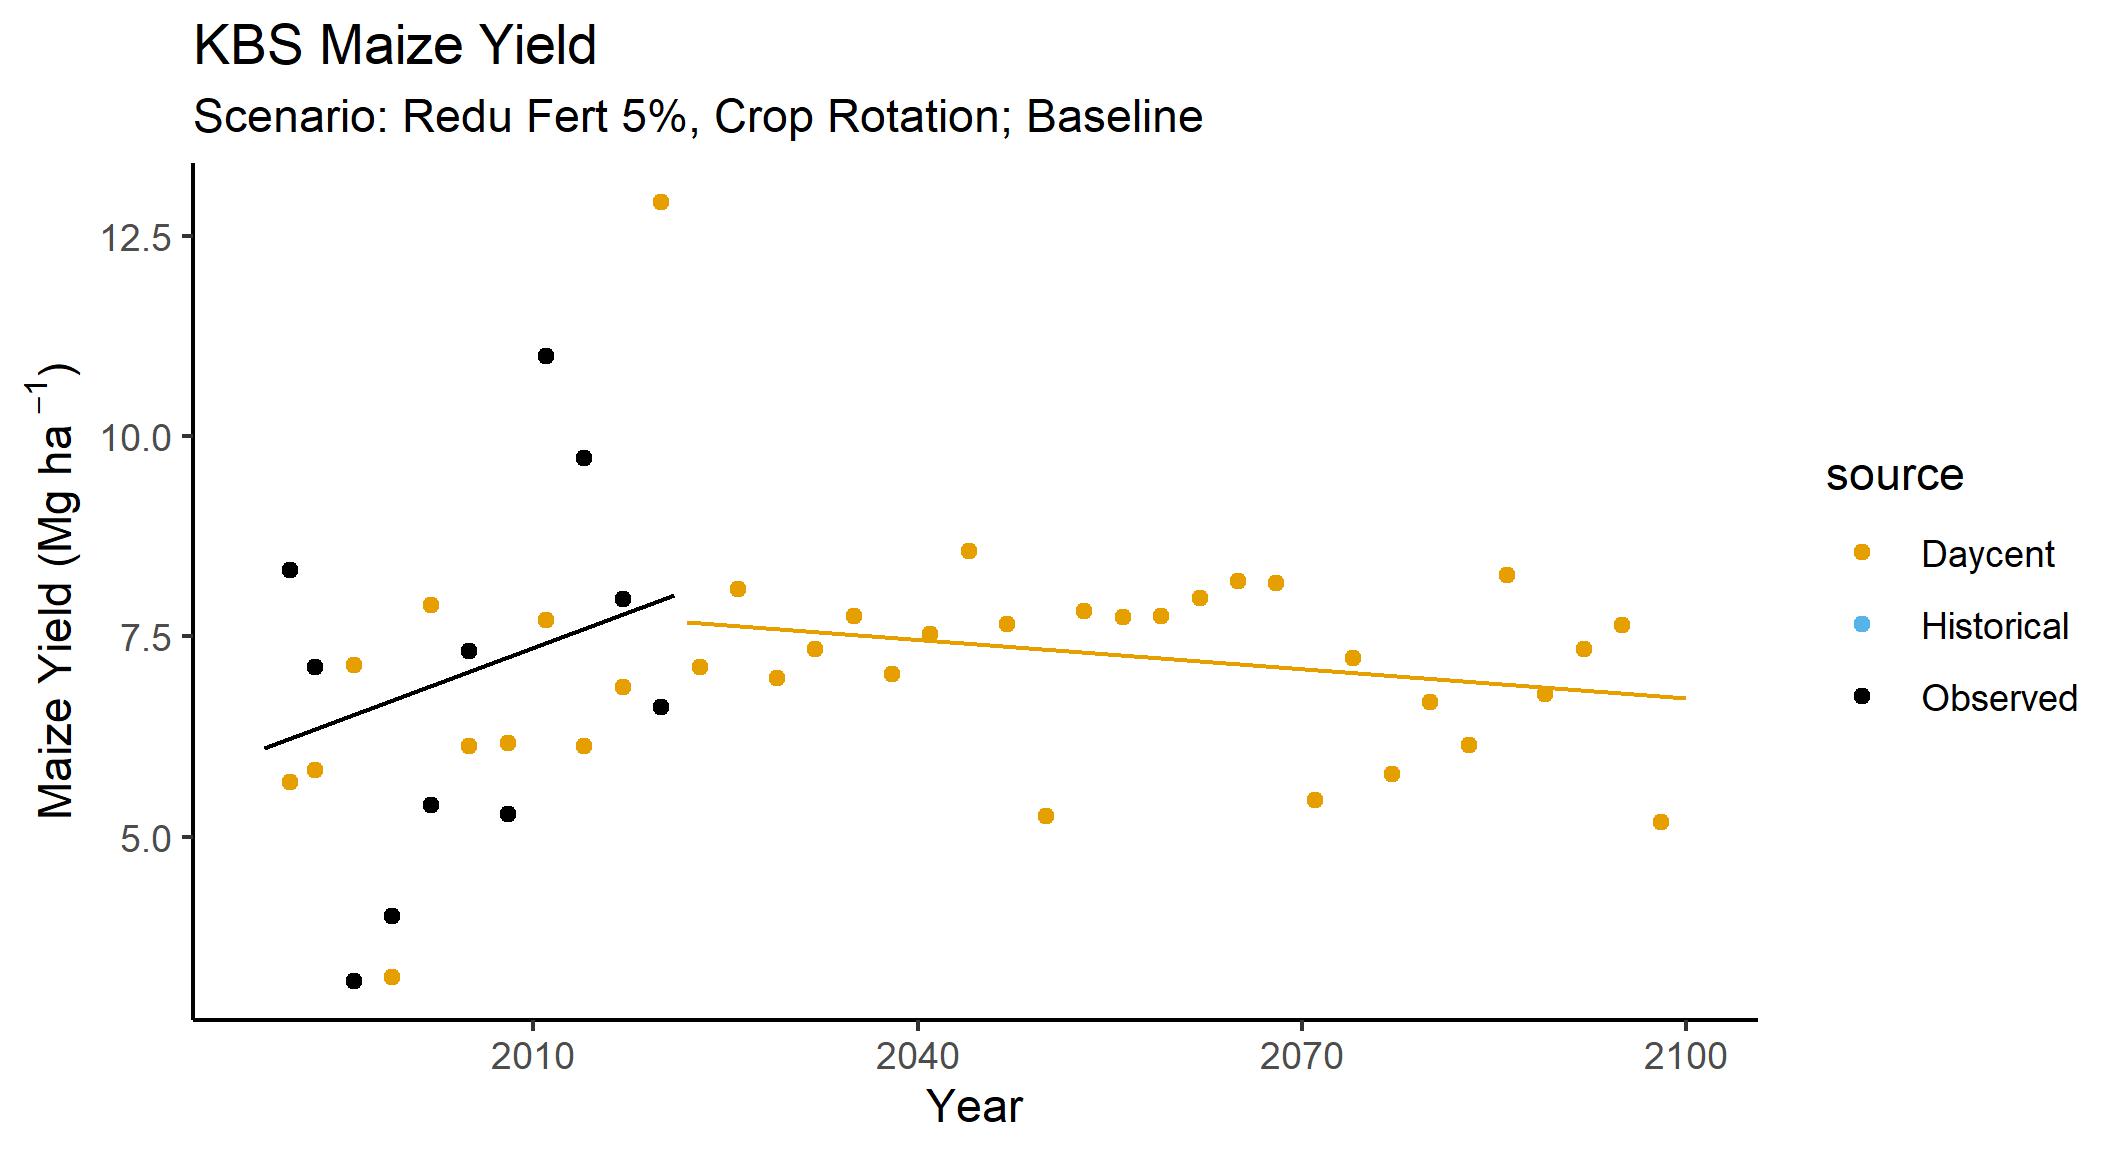 KBS Maize Yield
Scenario: Redu Fert 5%, Crop Rotation; Baseline
Maize Yield (Mg ha ⁻¹)
12.5
10.0
7.5
5.0
2010
2040
2070
2100
Year
source
Daycent
Historical
Observed